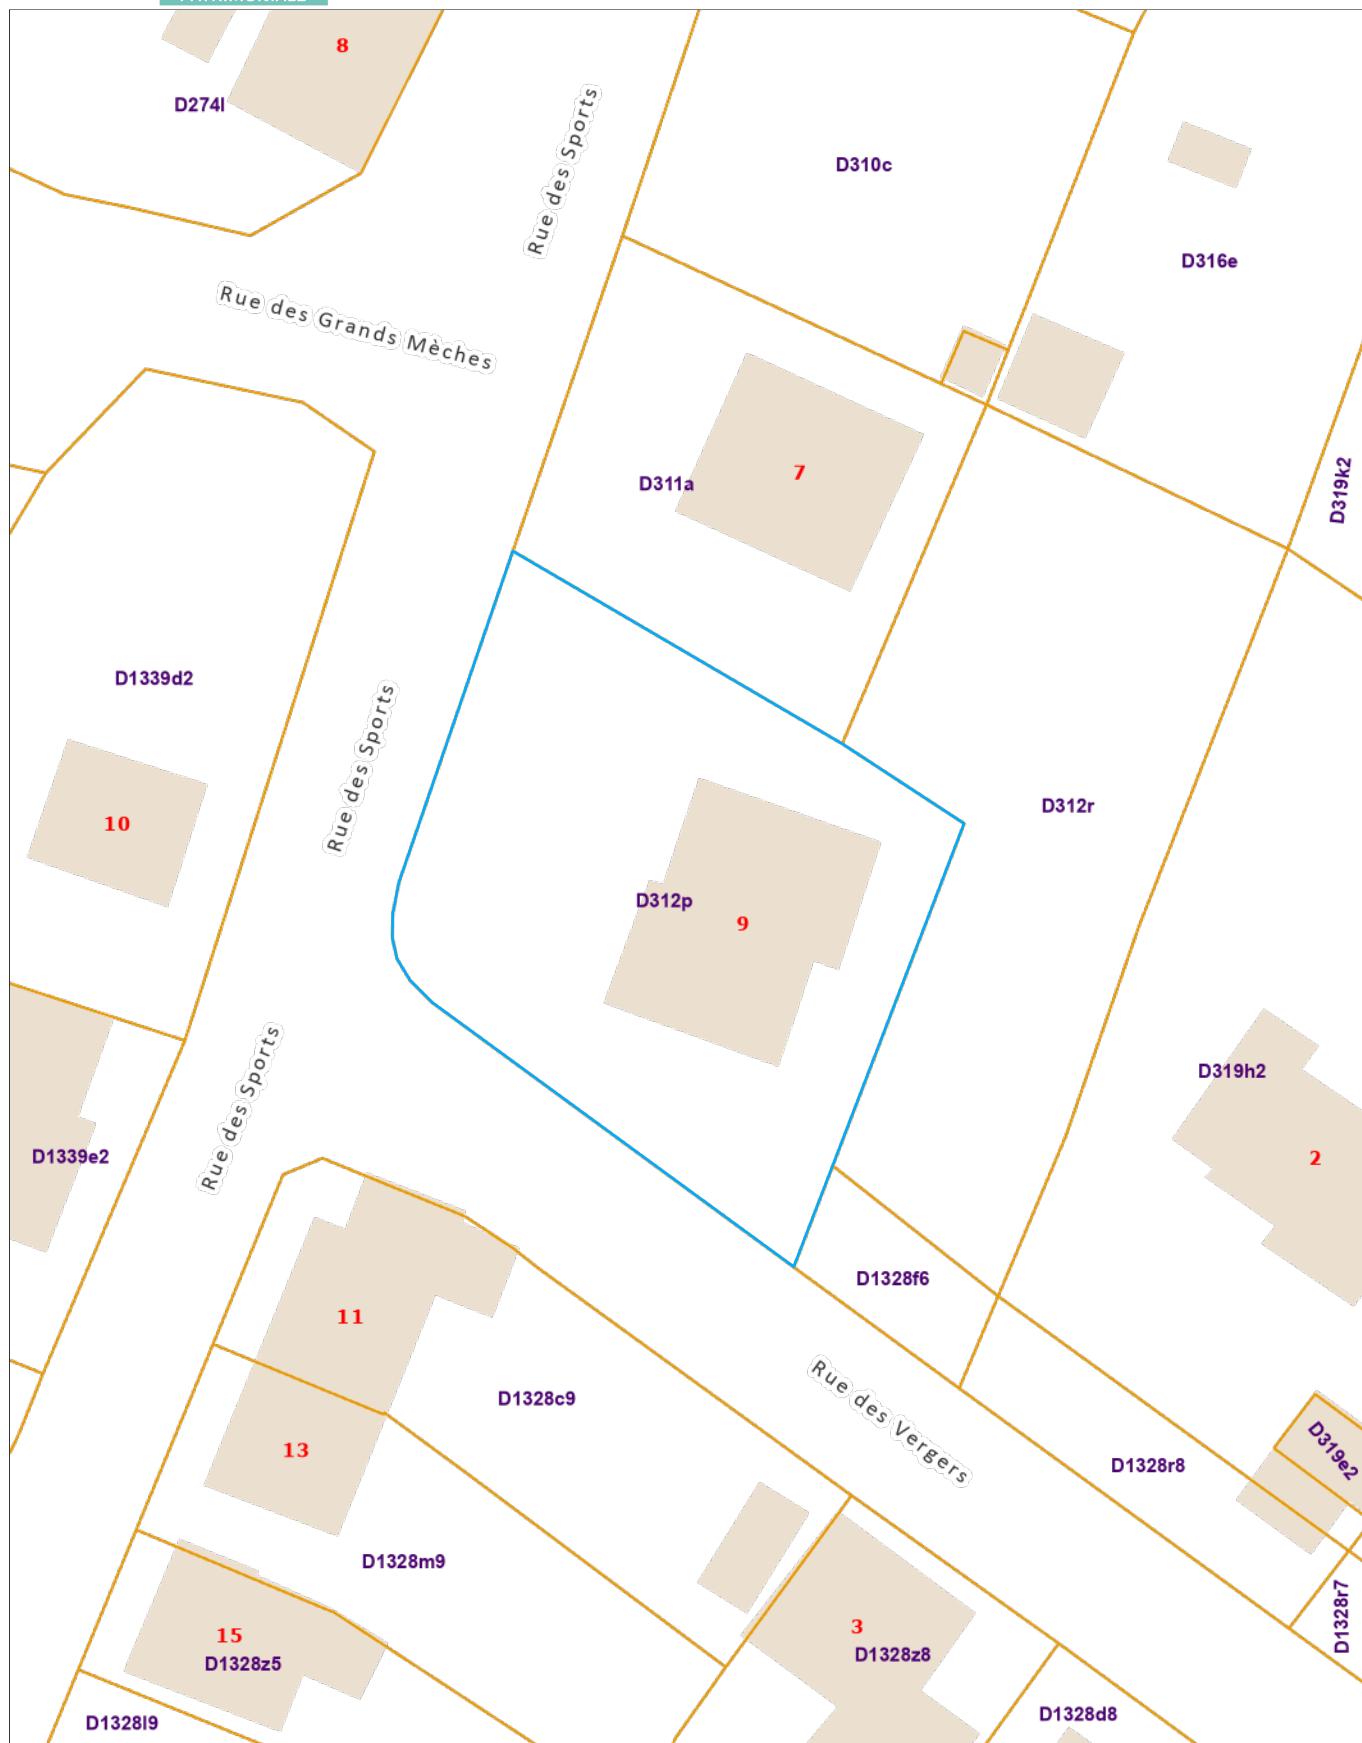 8
D274l
Rue des Sports
D310c
D316e
Rue des Grands Mèches
7
D311a
D319k2
D1339d2
Rue des Sports
10
D312r
D312p
9
Rue des Sports
D319h2
D1339e2
2
D1328f6
11
D1328c9
Rue des Vergers
13
D319e2
D1328r8
D1328m9
D1328r7
3
15
D1328z8
D1328z5
D1328l9
D1328d8